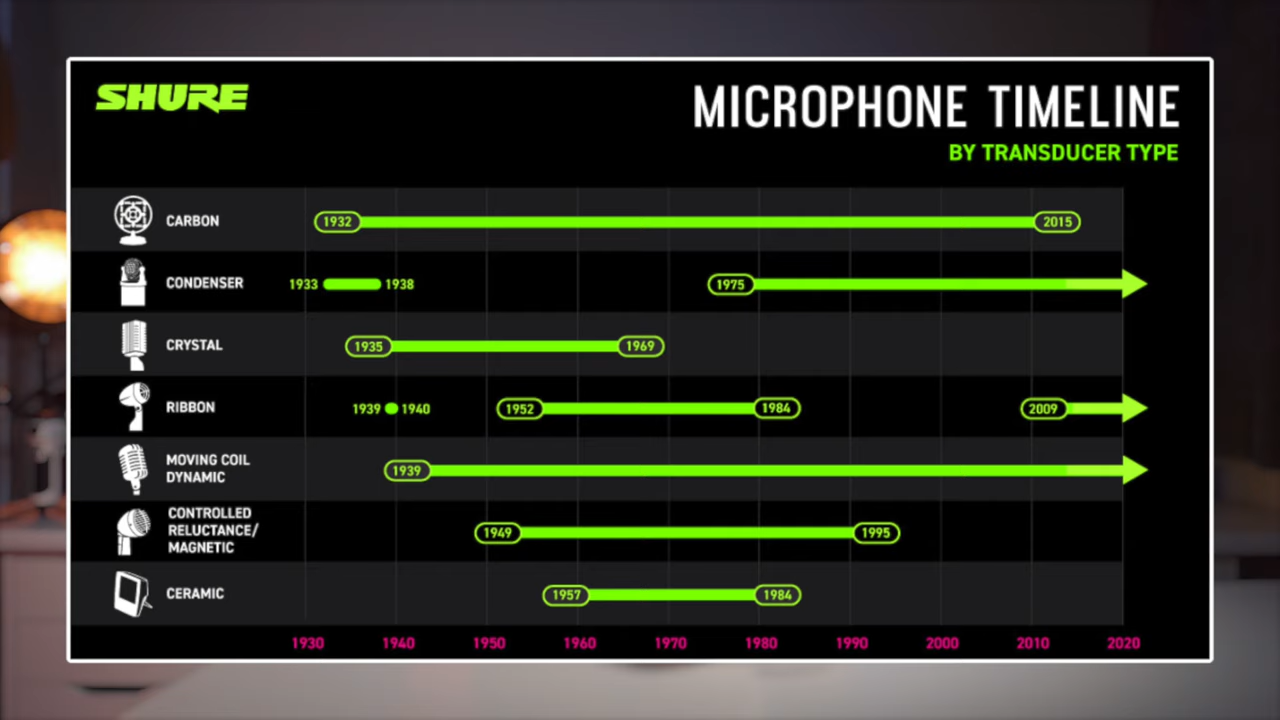 SHURE
MICROPHONE TIMELINE
BY TRANSDUCER TYPE
CARBON
1932
2015
CONDENSER
1933
1938
1975
CRYSTAL
1935
1969
RIBBON
1939
1940
1952
1984
2009
MOVING COIL
DYNAMIC
1939
CONTROLLED
RELUCTANCE/
MAGNETIC
1949
1995
CERAMIC
1957
1984
1930 1940 1950 1960 1970 1980 1990 2000 2010 2020